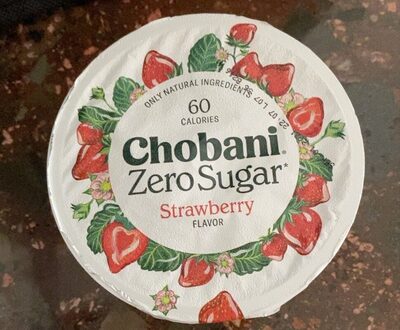 ONLY NATURAL INGREDIENTS
60
CALORIES
Chobani®
Zero Sugar*
Strawberry
FLAVOR